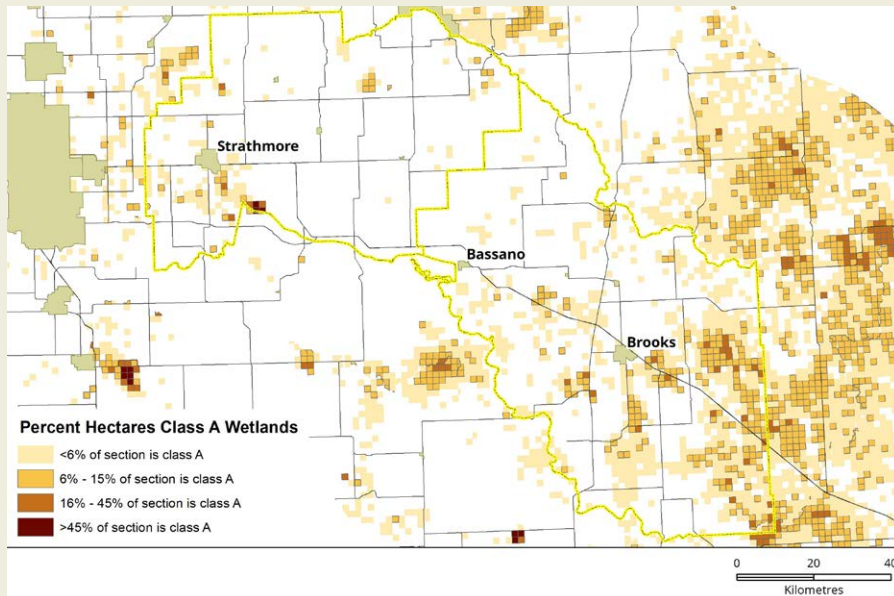 Strathmore
Bassano
Brooks
Percent Hectares Class A Wetlands
<6% of section is class A
6% - 15% of section is class A
16% - 45% of section is class A
>45% of section is class A
0 20 40
Kilometres